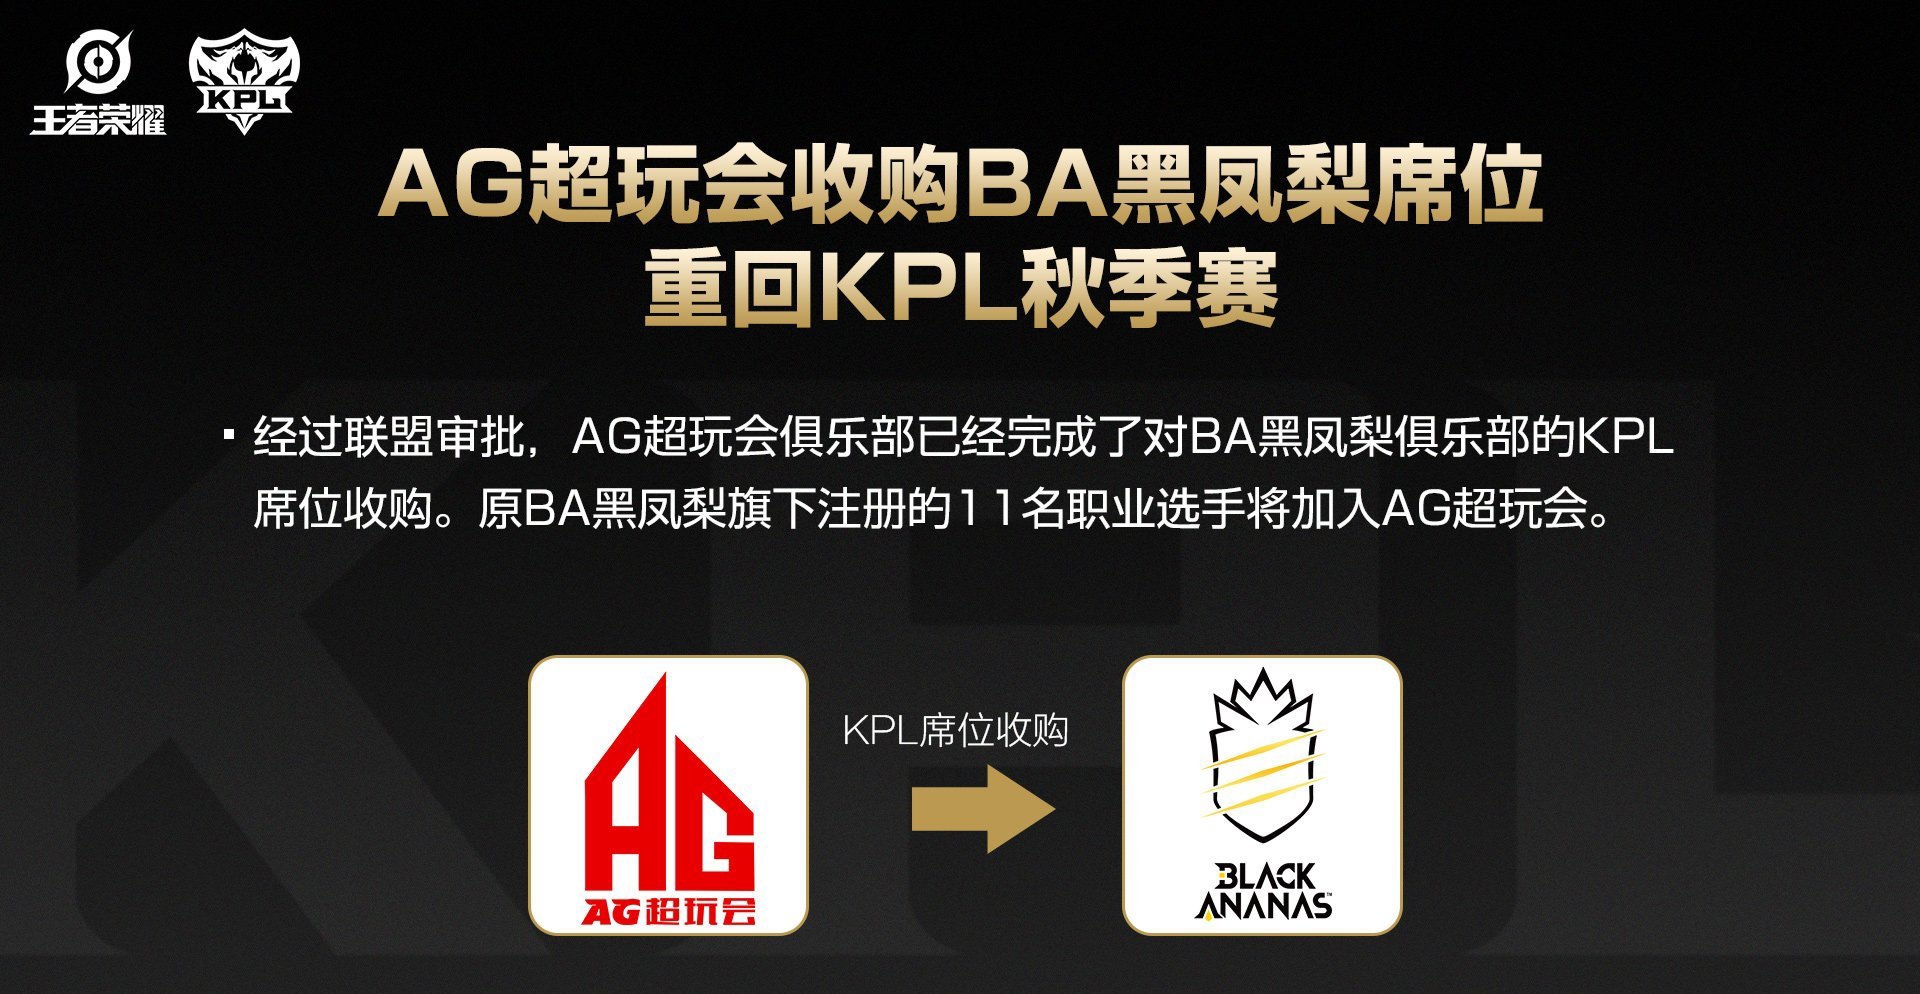 王者荣耀
KPL
AG超玩会收购BA黑凤梨席位
重回KPL秋季赛
· 经过联盟审批，AG超玩会俱乐部已经完成了对BA黑凤梨俱乐部的KPL
席位收购。原BA黑凤梨旗下注册的11名职业选手将加入AG超玩会。
AG
AG超玩会
KPL席位收购
BLACK
ANANAS™
KPL